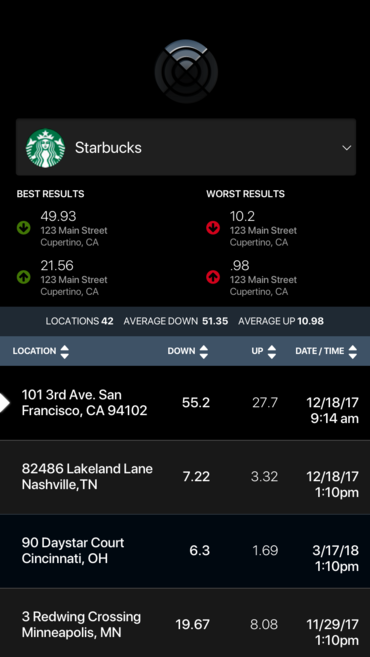 Starbucks
BEST RESULTS
49.93
123 Main Street
Cupertino, CA
21.56
123 Main Street
Cupertino, CA
WORST RESULTS
10.2
123 Main Street
Cupertino, CA
.98
123 Main Street
Cupertino, CA
LOCATIONS 42 AVERAGE DOWN 51.35 AVERAGE UP 10.98
LOCATION DOWN UP DATE / TIME
101 3rd Ave. San
Francisco, CA 94102
55.2
27.7
12/18/17
9:14 am
82486 Lakeland Lane
Nashville,TN
7.22
3.32
12/18/17
1:10pm
90 Daystar Court
Cincinnati, OH
6.3
1.69
3/17/18
1:10pm
3 Redwing Crossing
Minneapolis, MN
19.67
8.08
11/29/17
1:10pm